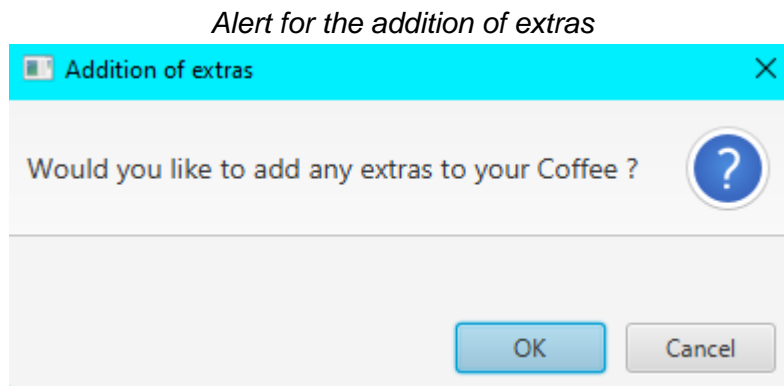 Alert for the addition of extras
Addition of extras
Would you like to add any extras to your Coffee ?
?
OK
Cancel